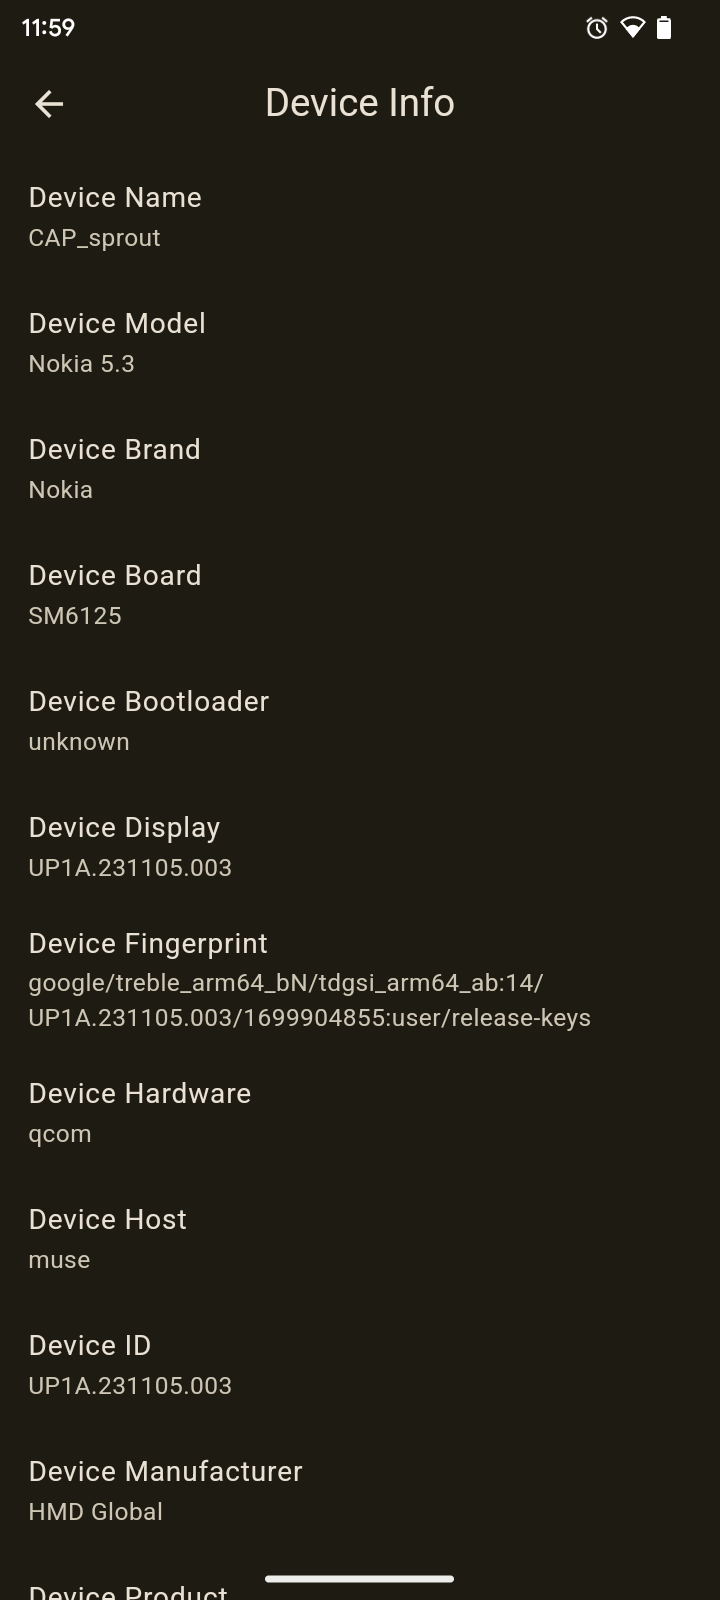 11:59
Device Info
Device Name
CAP_sprout
Device Model
Nokia 5.3
Device Brand
Nokia
Device Board
SM6125
Device Bootloader
unknown
Device Display
UP1A.231105.003
Device Fingerprint
google/treble_arm64_bN/tdgsi_arm64_ab:14/
UP1A.231105.003/1699904855:user/release-keys
Device Hardware
qcom
Device Host
muse
Device ID
UP1A.231105.003
Device Manufacturer
HMD Global
Device Product